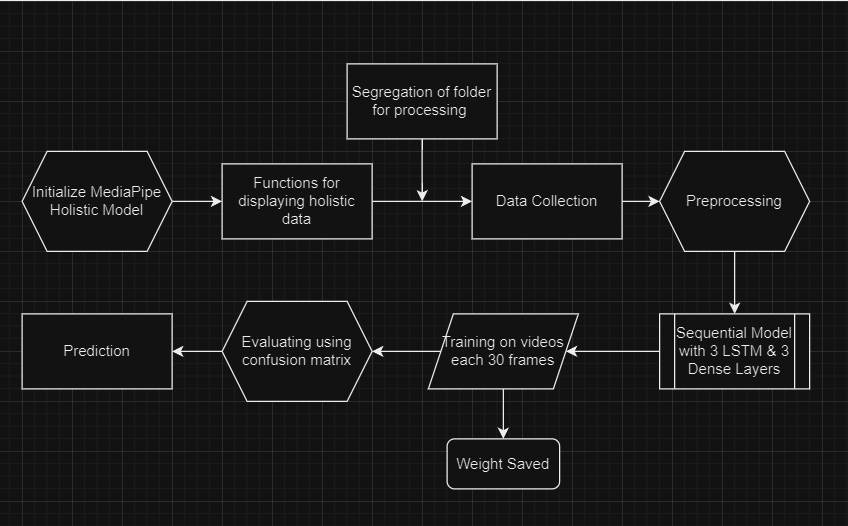 Segregation of folder
for processing
Initialize MediaPipe
Holistic Model
Functions for
displaying holistic
data
Data Collection
Preprocessing
Prediction
Evaluating using
confusion matrix
Training on videos
each 30 frames
Sequential Model
with 3 LSTM & 3
Dense Layers
Weight Saved